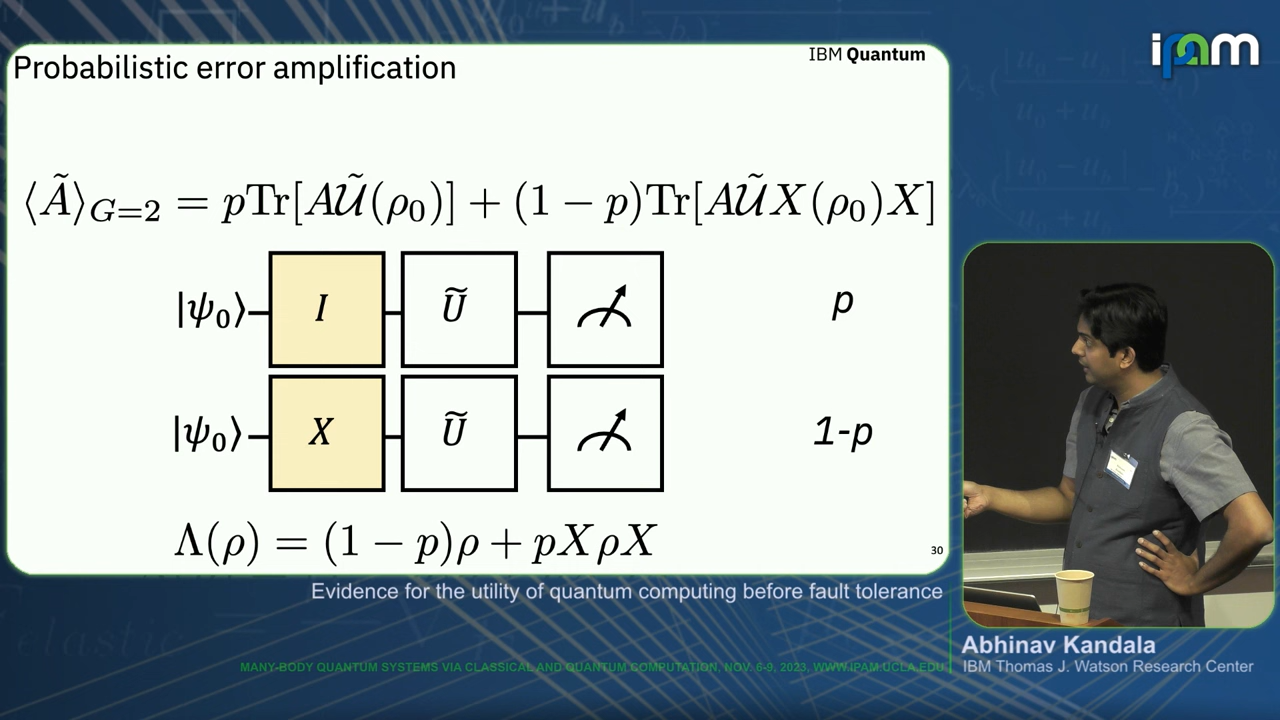 Probabilistic error amplification
IBM Quantum
ipam
⟨Ã⟩_{G=2} = pTr[AŨ(ρ₀)] + (1 − p)Tr[AŨX(ρ₀)X]
|ψ₀⟩ I Ũ p
|ψ₀⟩ X Ũ 1-p
Λ(ρ) = (1 − p)ρ + pXρX
30
Evidence for the utility of quantum computing before fault tolerance
Abhinav Kandala
IBM Thomas J. Watson Research Center
MANY-BODY QUANTUM SYSTEMS VIA CLASSICAL AND QUANTUM COMPUTATION, NOV. 6-9, 2023, WWW.IPAM.UCLA.EDU
elastic